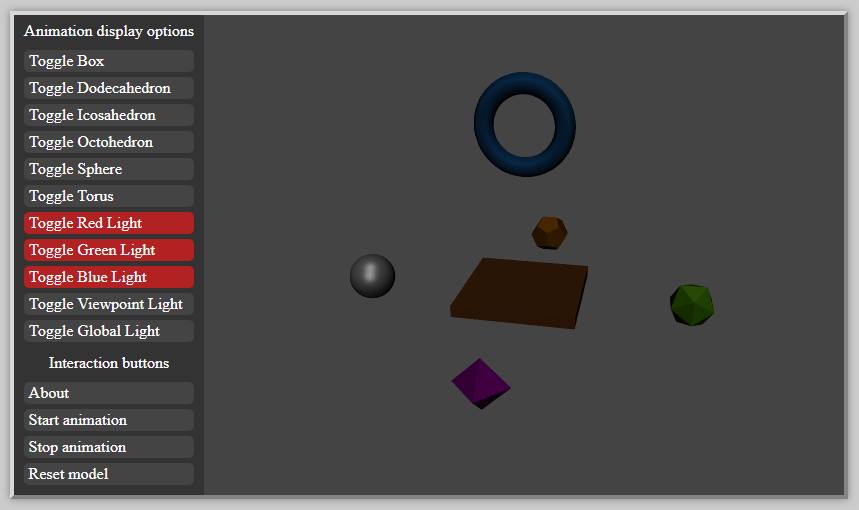 Animation display options
Toggle Box
Toggle Dodecahedron
Toggle Icosahedron
Toggle Octohedron
Toggle Sphere
Toggle Torus
Toggle Red Light
Toggle Green Light
Toggle Blue Light
Toggle Viewpoint Light
Toggle Global Light
Interaction buttons
About
Start animation
Stop animation
Reset model